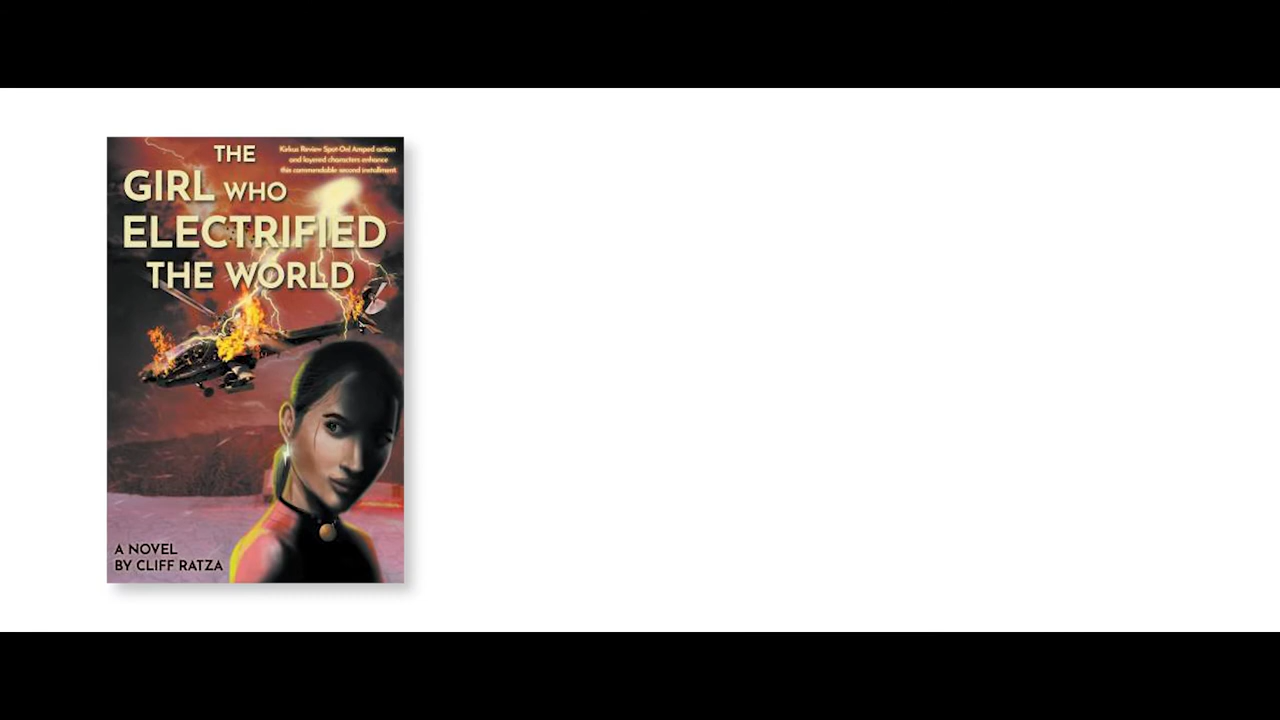 THE
GIRL WHO
ELECTRIFIED
THE WORLD
Kirkus Review Spot-On! Amped action
and layered characters enhance
this commendable second installment.
A NOVEL
BY CLIFF RATZA